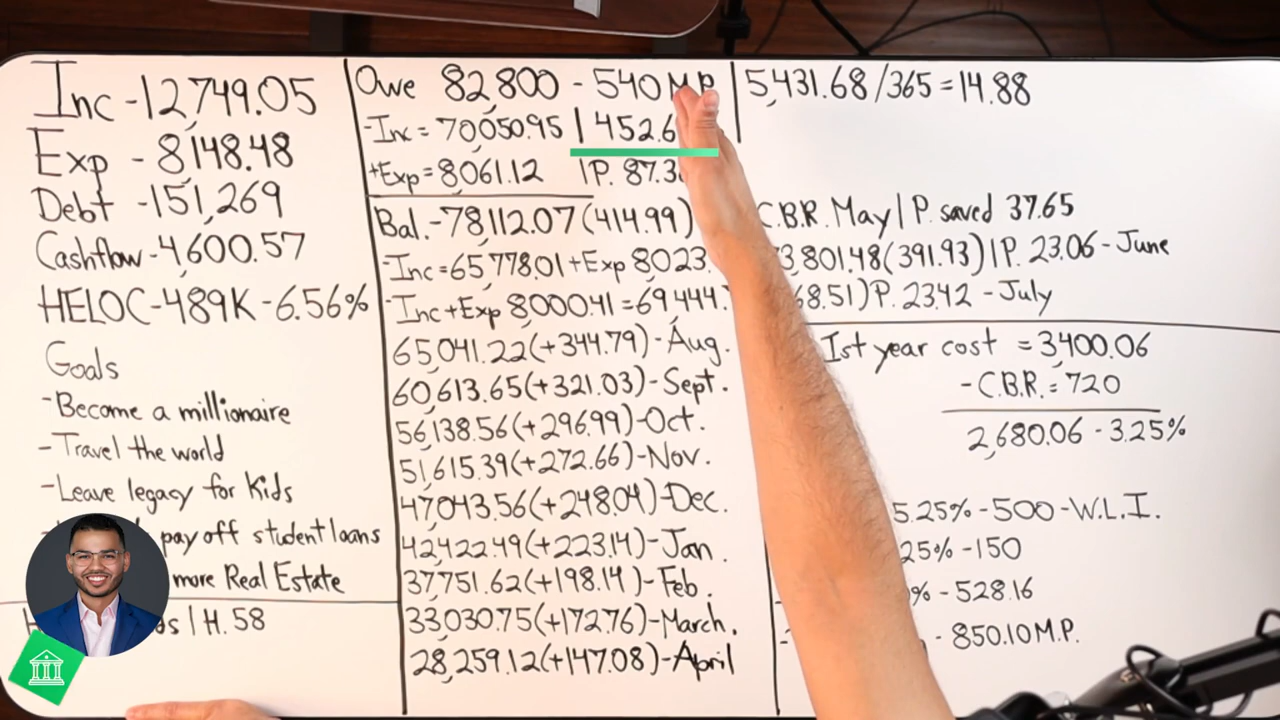 Inc -12,749.05
Exp - 8,148.48
Debt -151,269
Cashflow -4,600.57
HELOC-489K -6.56%
Goals
-Become a millionaire
-Travel the world
-Leave legacy for Kids
pay off student loans
more Real Estate
| H. 58
Owe 82,800 - 540 M.P.
-Inc = 70,050.95 | 452.6
+Exp = 8,061.12 |P. 87.3
Bal.-78,112.07(414.99)
-Inc=65,778.01 +Exp 8,023.
-Inc+Exp 8,000.41 =69,444.
65,041.22(+344.79)-Aug.
60,613.65(+321.03)-Sept.
56,138.56(+296.99)-Oct.
51,615.39(+272.66)-Nov.
47,043.56(+248.04)-Dec.
42,422.49(+223.14)-Jan.
37,751.62(+198.14)-Feb.
33,030.75(+172.76)-March.
28,259.12(+147.08)-April
5,431.68/365=14.88
C.B.R. May | P. saved 37.65
3,801.48(391.93)|P. 23.06-June
68.51)P. 23.42 -July
1st year cost = 3,400.06
-C.B.R. = 720
2,680.06 - 3.25%
5.25%-500-W.L.I.
25% -150
% - 528.16
- 850.10 M.P.